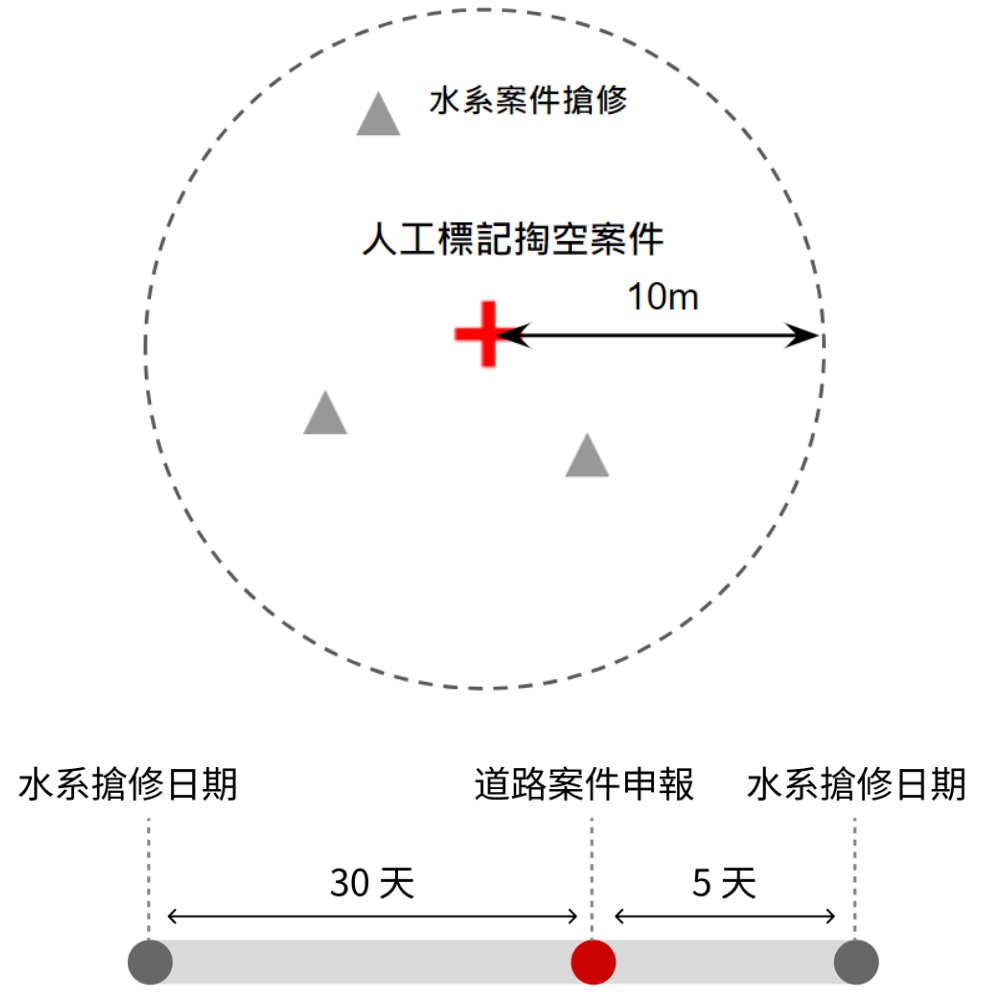 水系案件搶修
人工標記掏空案件
10m
水系搶修日期
道路案件申報
水系搶修日期
30 天
5 天